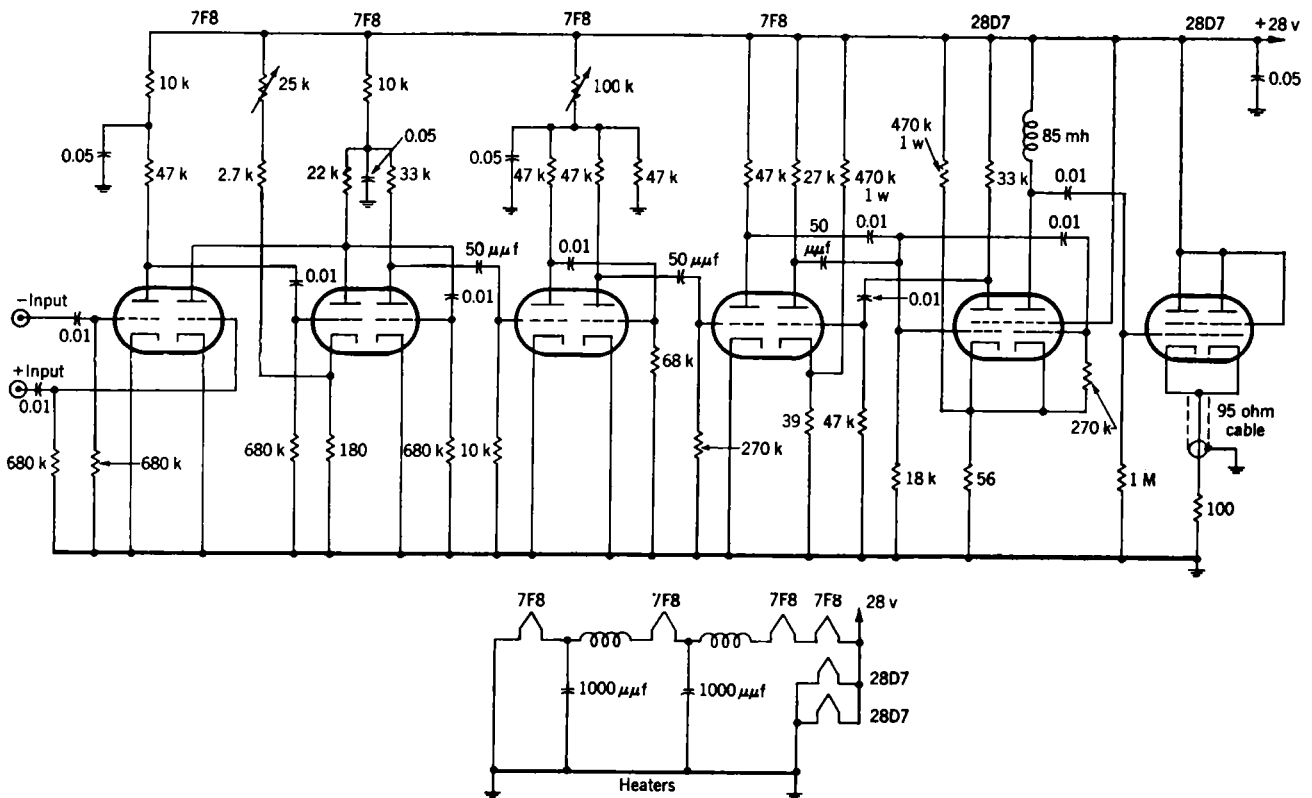 7F8
7F8
7F8
7F8
28D7
28D7
+28 v
10 k
25 k
10 k
100 k
0.05
0.05
0.05
47 k
2.7 k
22 k
33 k
0.05
47 k
47 k
47 k
47 k
27 k
470 k
1 w
470 k
1 w
33 k
85 mh
0.01
0.01
0.01
50 μμf
0.01
50 μμf
50
μμf
0.01
0.01
0.01
−Input
0.01
+Input
0.01
68 k
95 ohm
cable
680 k
680 k
680 k
180
680 k
10 k
270 k
39
47 k
18 k
56
270 k
1 M
100
7F8
7F8
7F8
7F8
28 v
1000 μμf
1000 μμf
28D7
28D7
Heaters